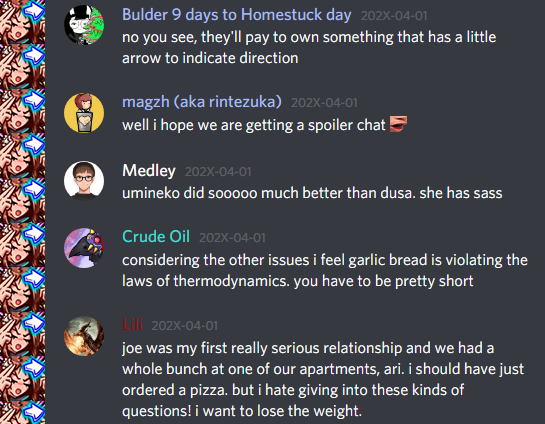 Bulder 9 days to Homestuck day 202X-04-01
no you see, they'll pay to own something that has a little
arrow to indicate direction
magzh (aka rintezuka) 202X-04-01
well i hope we are getting a spoiler chat
Medley 202X-04-01
umineko did sooooo much better than dusa. she has sass
Crude Oil 202X-04-01
considering the other issues i feel garlic bread is violating the
laws of thermodynamics. you have to be pretty short
Lili 202X-04-01
joe was my first really serious relationship and we had a
whole bunch at one of our apartments, ari. i should have just
ordered a pizza. but i hate giving into these kinds of
questions! i want to lose the weight.